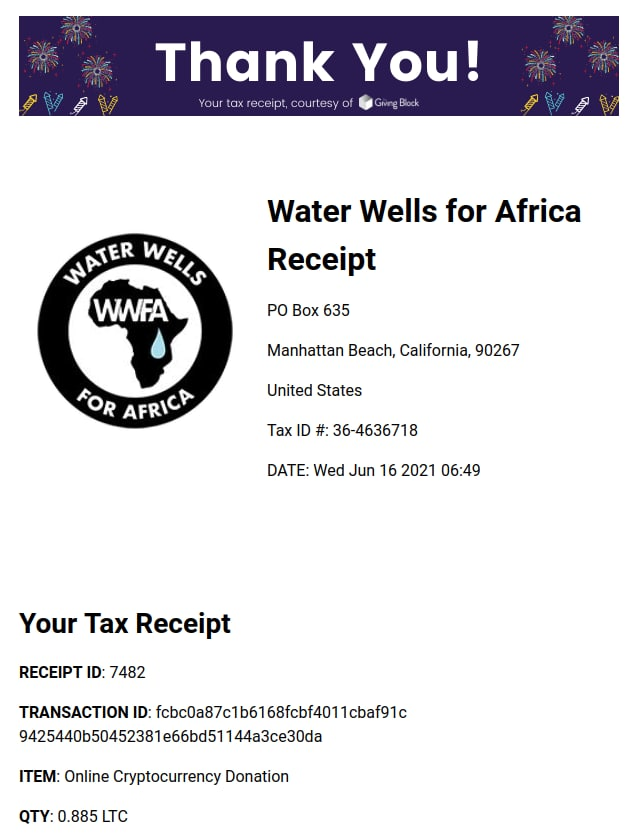 Thank You!
Your tax receipt, courtesy of Giving Block
Water Wells for Africa
Receipt
WATER WELLS
WWFA
FOR AFRICA
PO Box 635
Manhattan Beach, California, 90267
United States
Tax ID #: 36-4636718
DATE: Wed Jun 16 2021 06:49
Your Tax Receipt
RECEIPT ID: 7482
TRANSACTION ID: fcbc0a87c1b6168fcbf4011cbaf91c
9425440b50452381e66bd51144a3ce30da
ITEM: Online Cryptocurrency Donation
QTY: 0.885 LTC